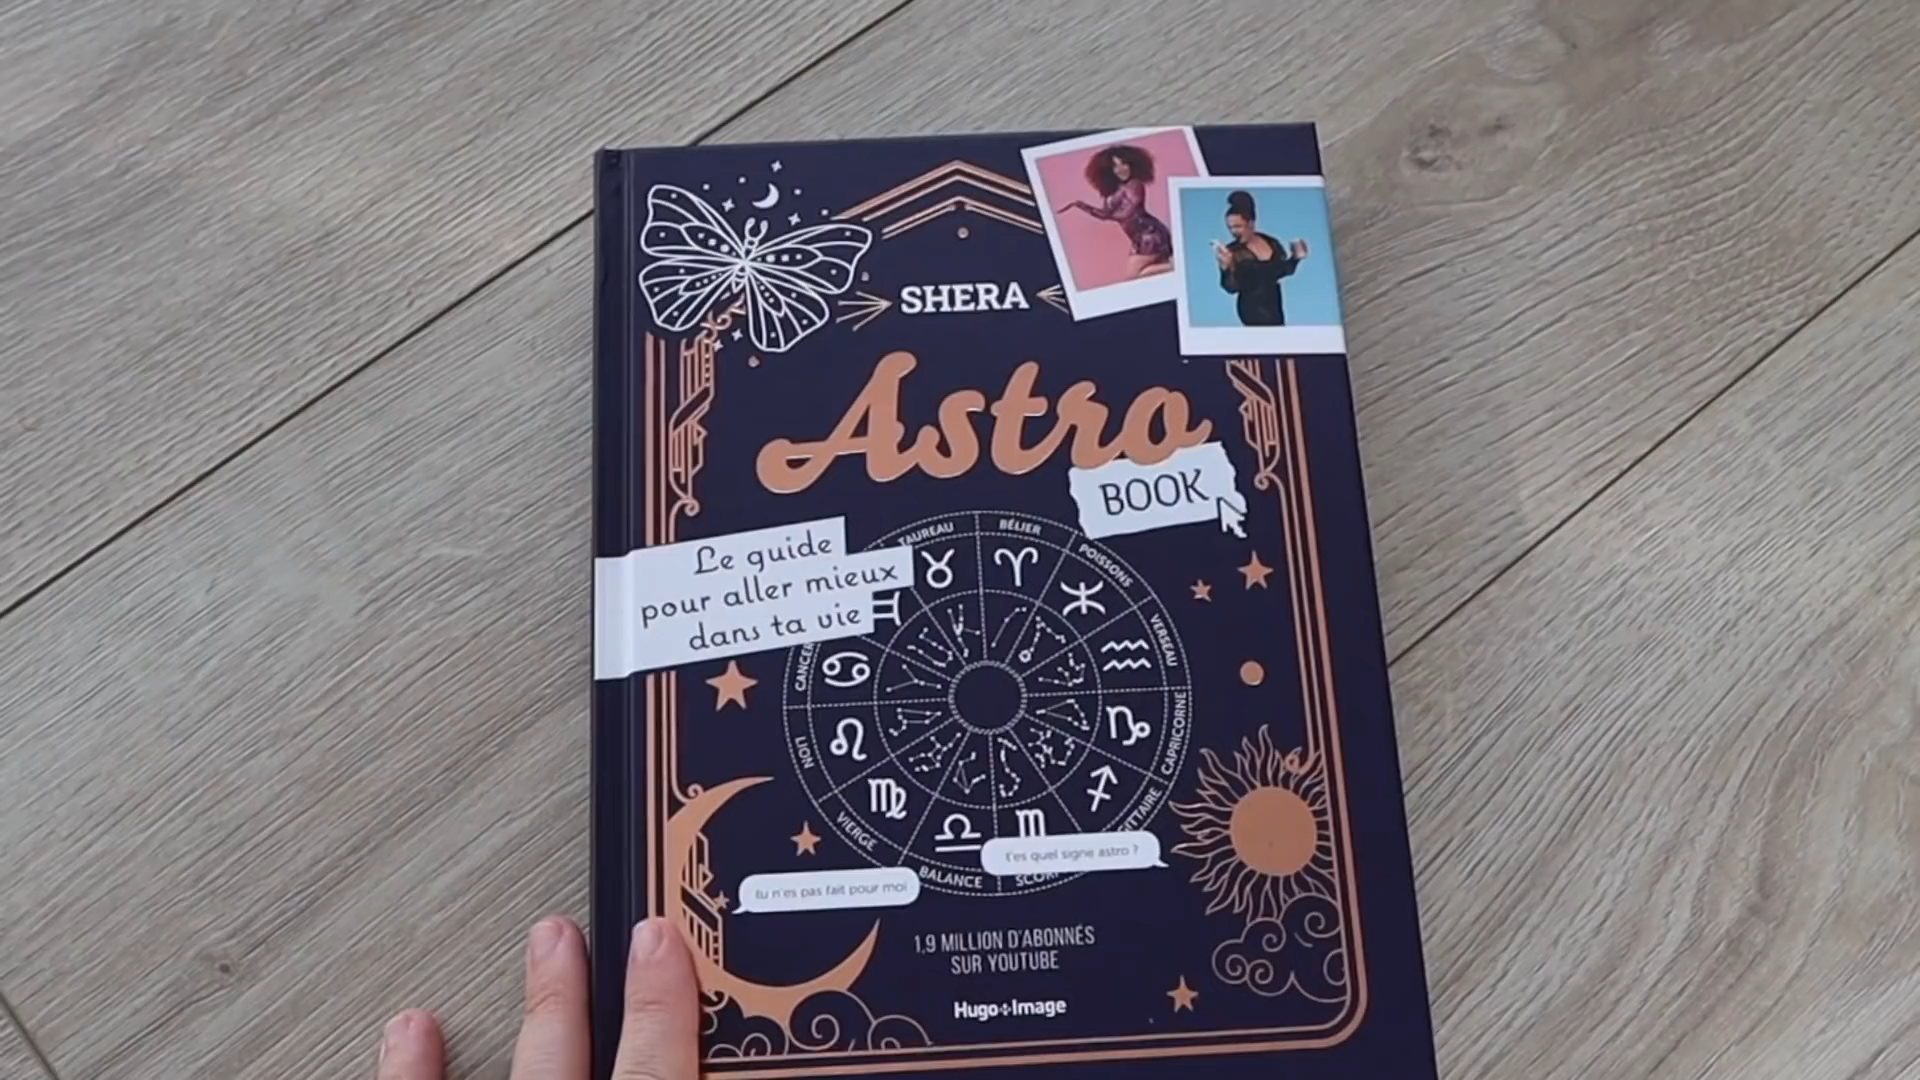 SHERA
Astro
BOOK
Le guide
pour aller mieux
dans ta vie
TAUREAU
BÉLIER
POISSONS
VERSEAU
CAPRICORNE
GITTAIRE
SCOR
BALANCE
VIERGE
LION
CANCER
t'es quel signe astro ?
tu n'es pas fait pour moi
1,9 MILLION D'ABONNÉS
SUR YOUTUBE
Hugo+Image